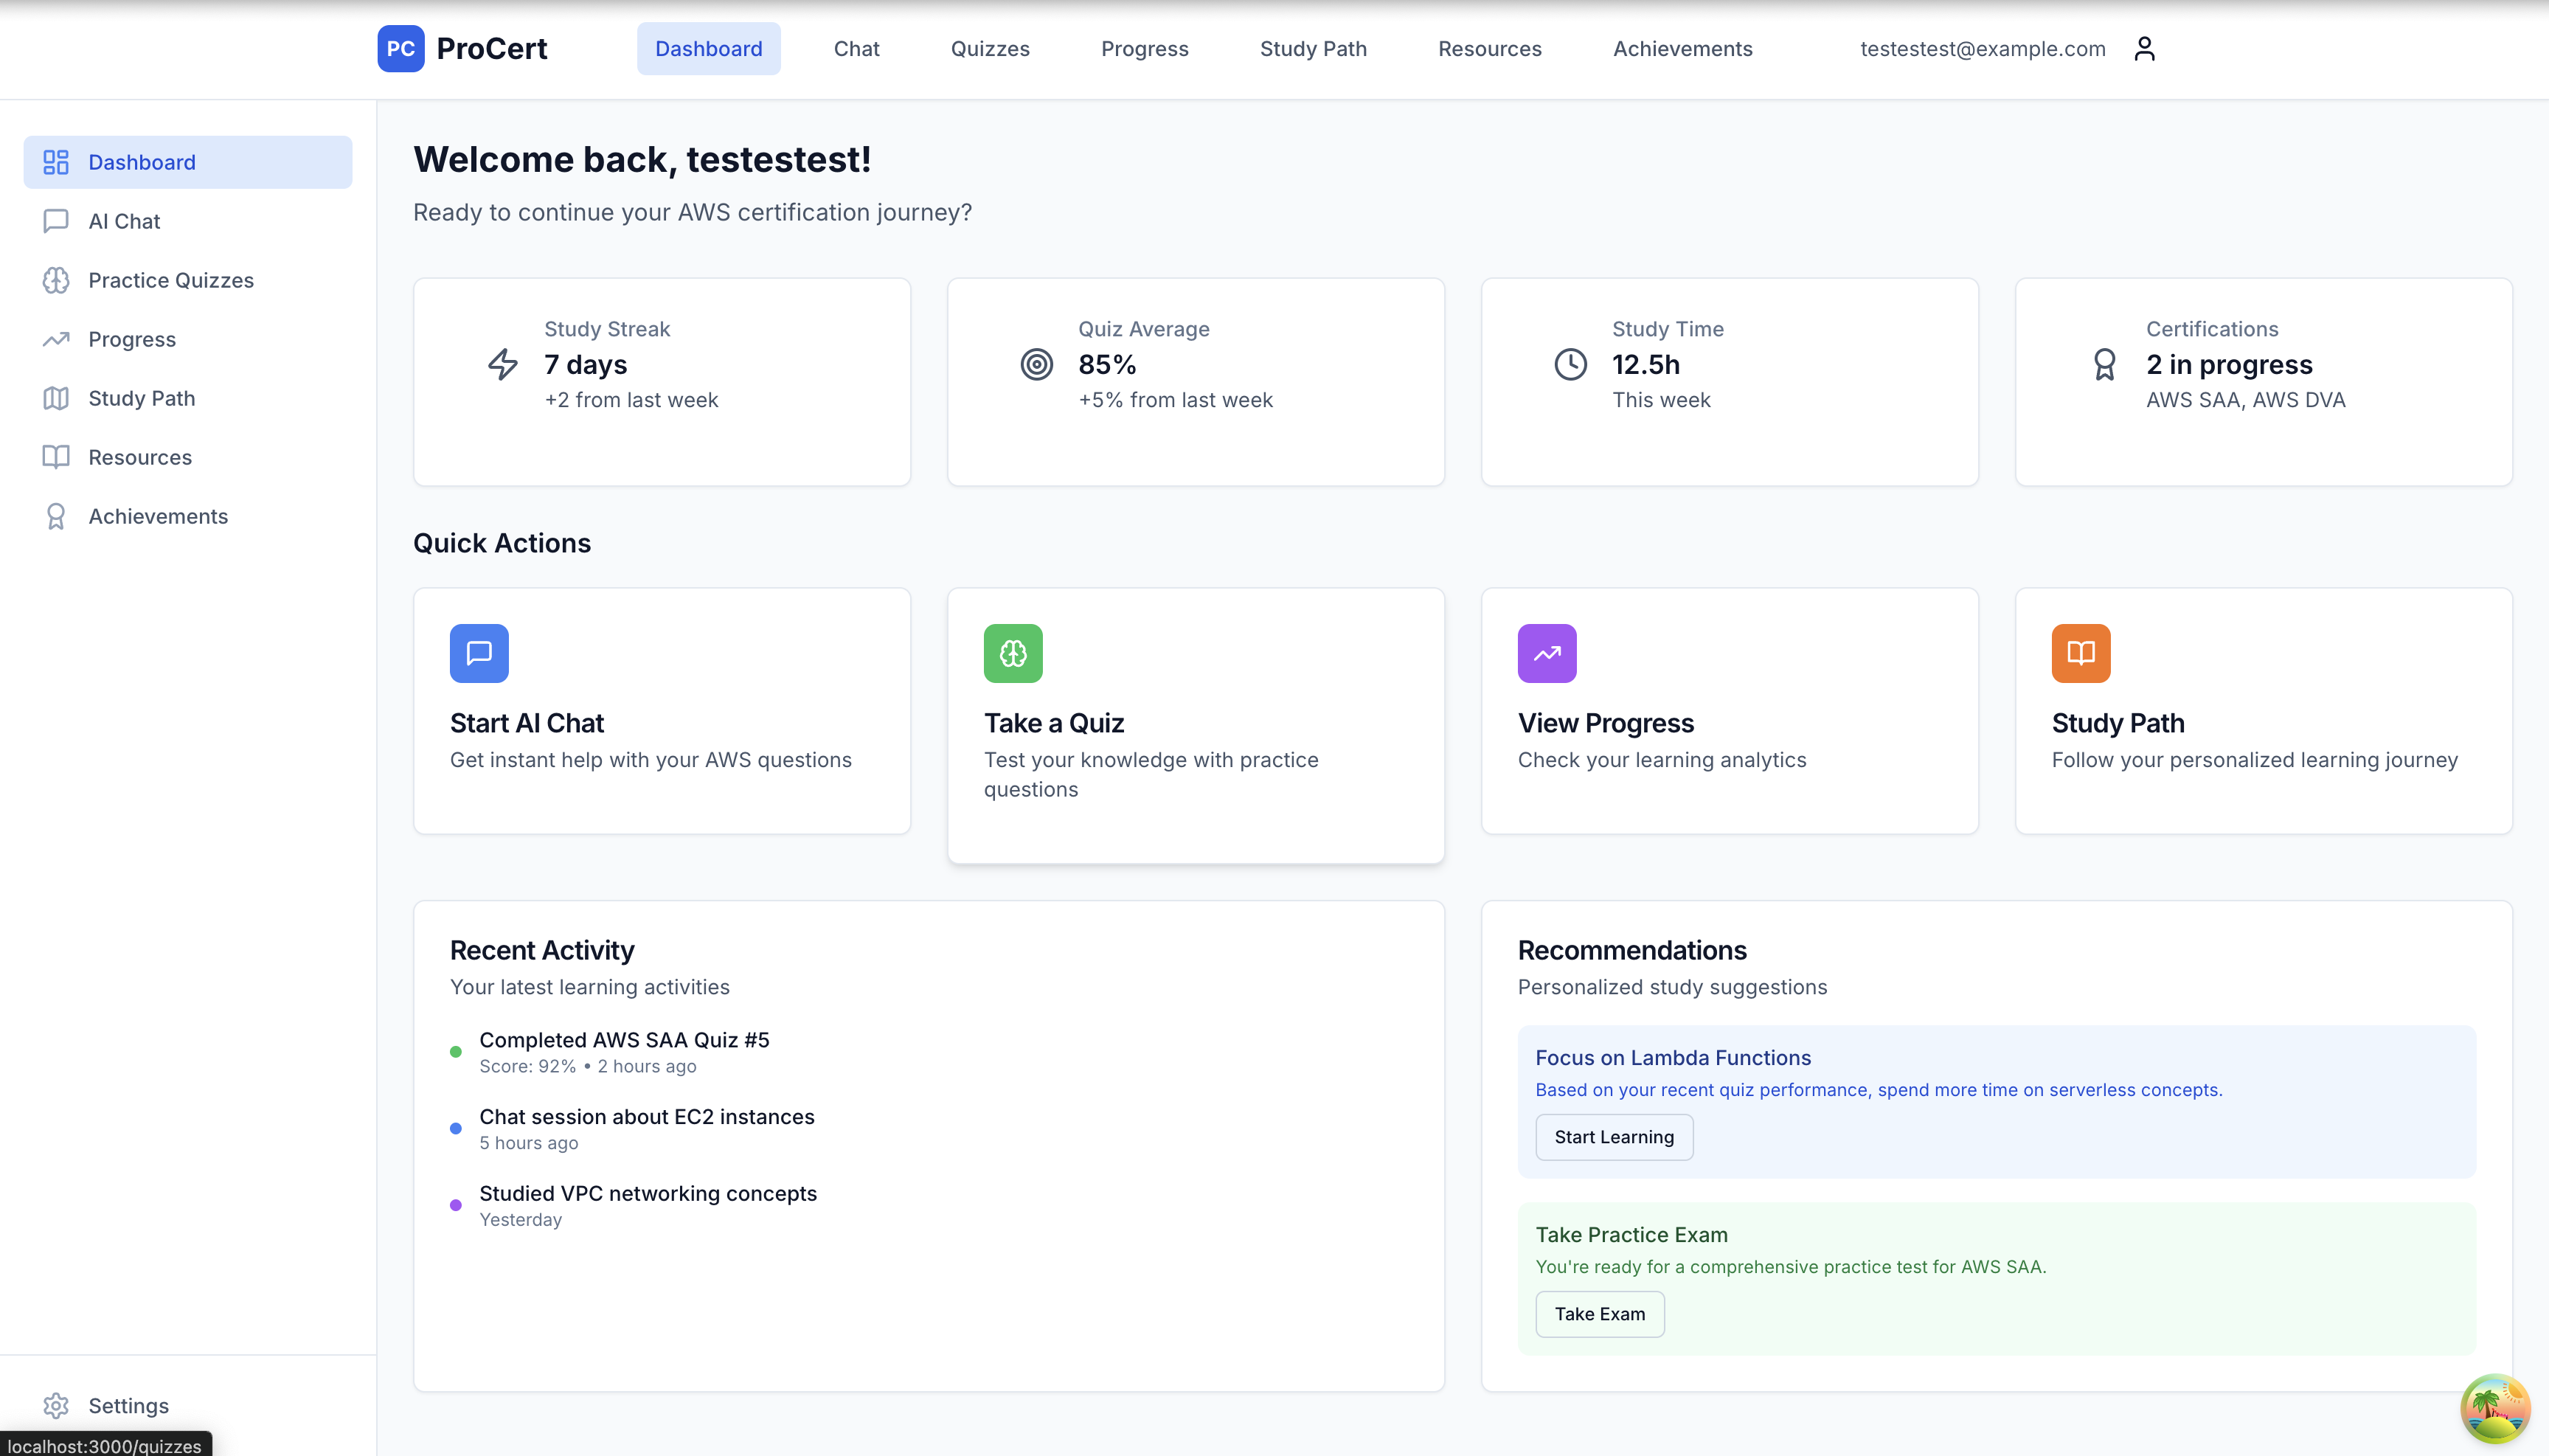 PC ProCert Dashboard Chat Quizzes Progress Study Path Resources Achievements testestest@example.com
Dashboard
AI Chat
Practice Quizzes
Progress
Study Path
Resources
Achievements
Settings
localhost:3000/quizzes
Welcome back, testestest!
Ready to continue your AWS certification journey?
Study Streak
7 days
+2 from last week
Quiz Average
85%
+5% from last week
Study Time
12.5h
This week
Certifications
2 in progress
AWS SAA, AWS DVA
Quick Actions
Start AI Chat
Get instant help with your AWS questions
Take a Quiz
Test your knowledge with practice
questions
View Progress
Check your learning analytics
Study Path
Follow your personalized learning journey
Recent Activity
Your latest learning activities
Completed AWS SAA Quiz #5
Score: 92% • 2 hours ago
Chat session about EC2 instances
5 hours ago
Studied VPC networking concepts
Yesterday
Recommendations
Personalized study suggestions
Focus on Lambda Functions
Based on your recent quiz performance, spend more time on serverless concepts.
Start Learning
Take Practice Exam
You're ready for a comprehensive practice test for AWS SAA.
Take Exam